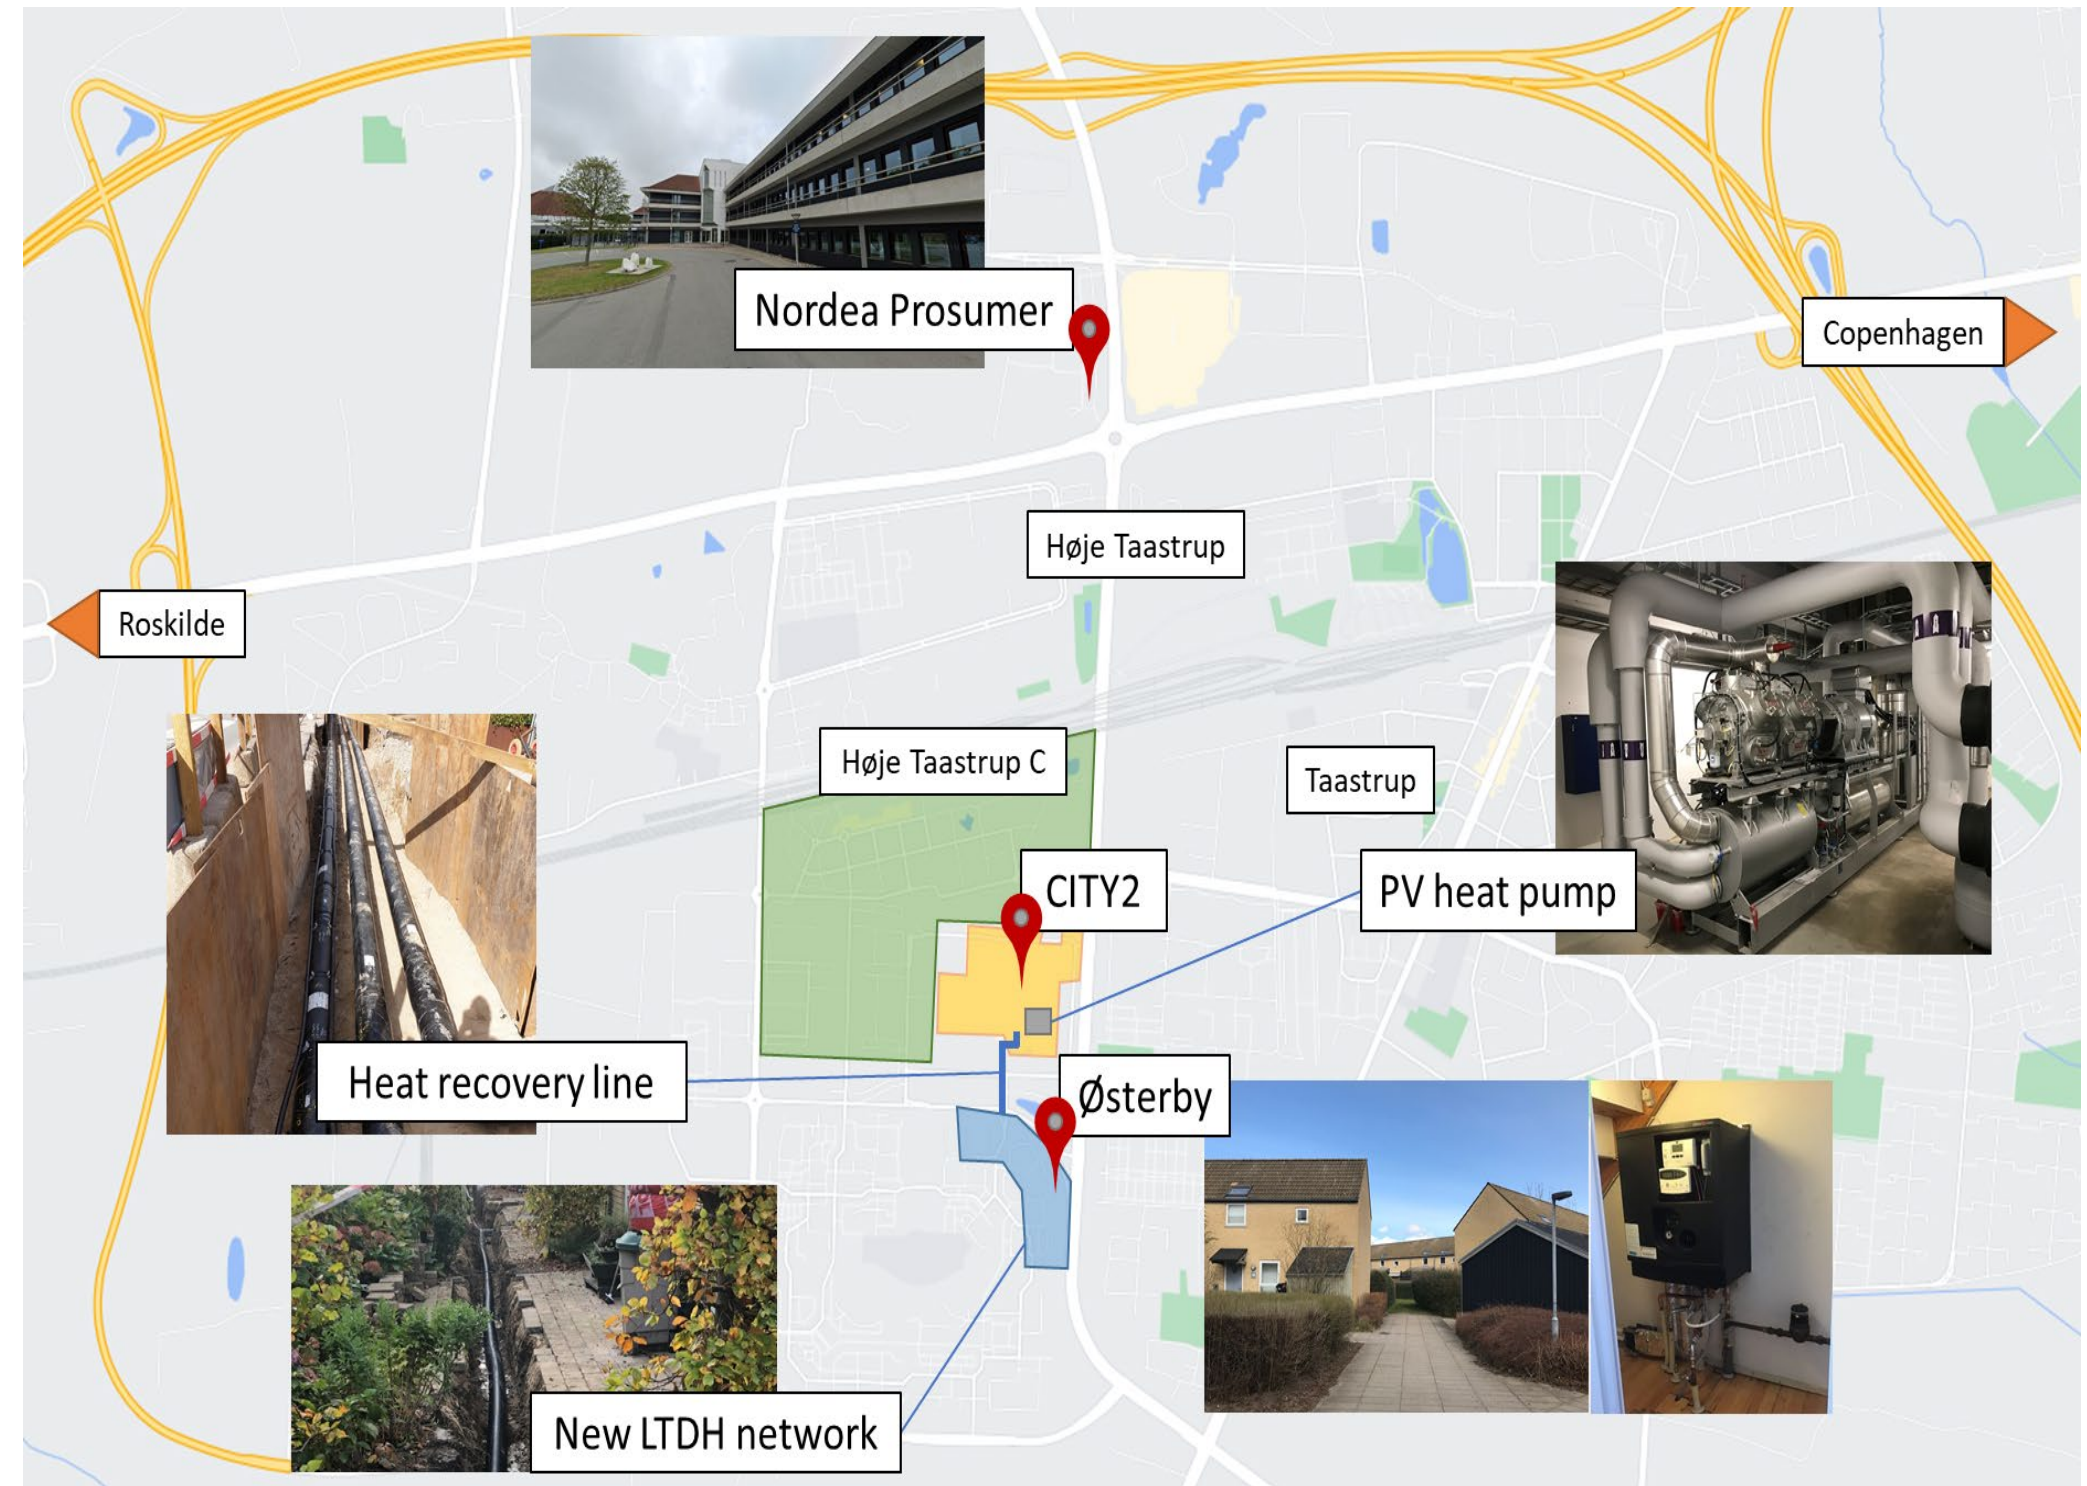 Nordea Prosumer
Copenhagen
Høje Taastrup
Roskilde
Høje Taastrup C
Taastrup
CITY2
PV heat pump
Heat recovery line
Østerby
New LTDH network